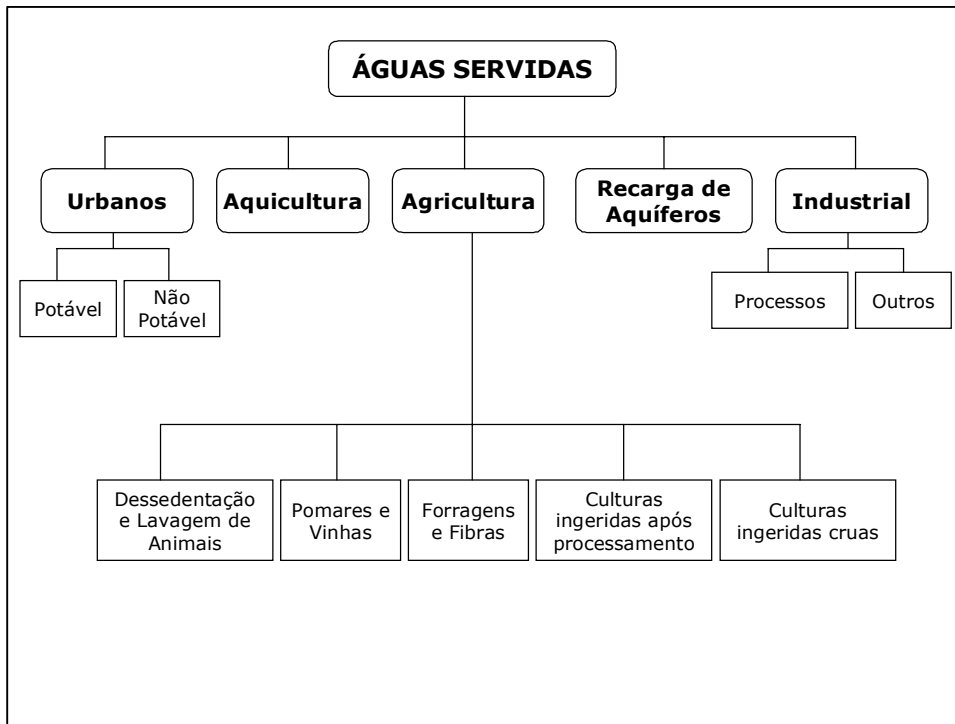 ÁGUAS SERVIDAS
Urbanos
Aquicultura
Agricultura
Recarga de
Aquíferos
Industrial
Potável
Não
Potável
Processos
Outros
Dessedentação
e Lavagem de
Animais
Pomares e
Vinhas
Forragens
e Fibras
Culturas
ingeridas após
processamento
Culturas
ingeridas cruas